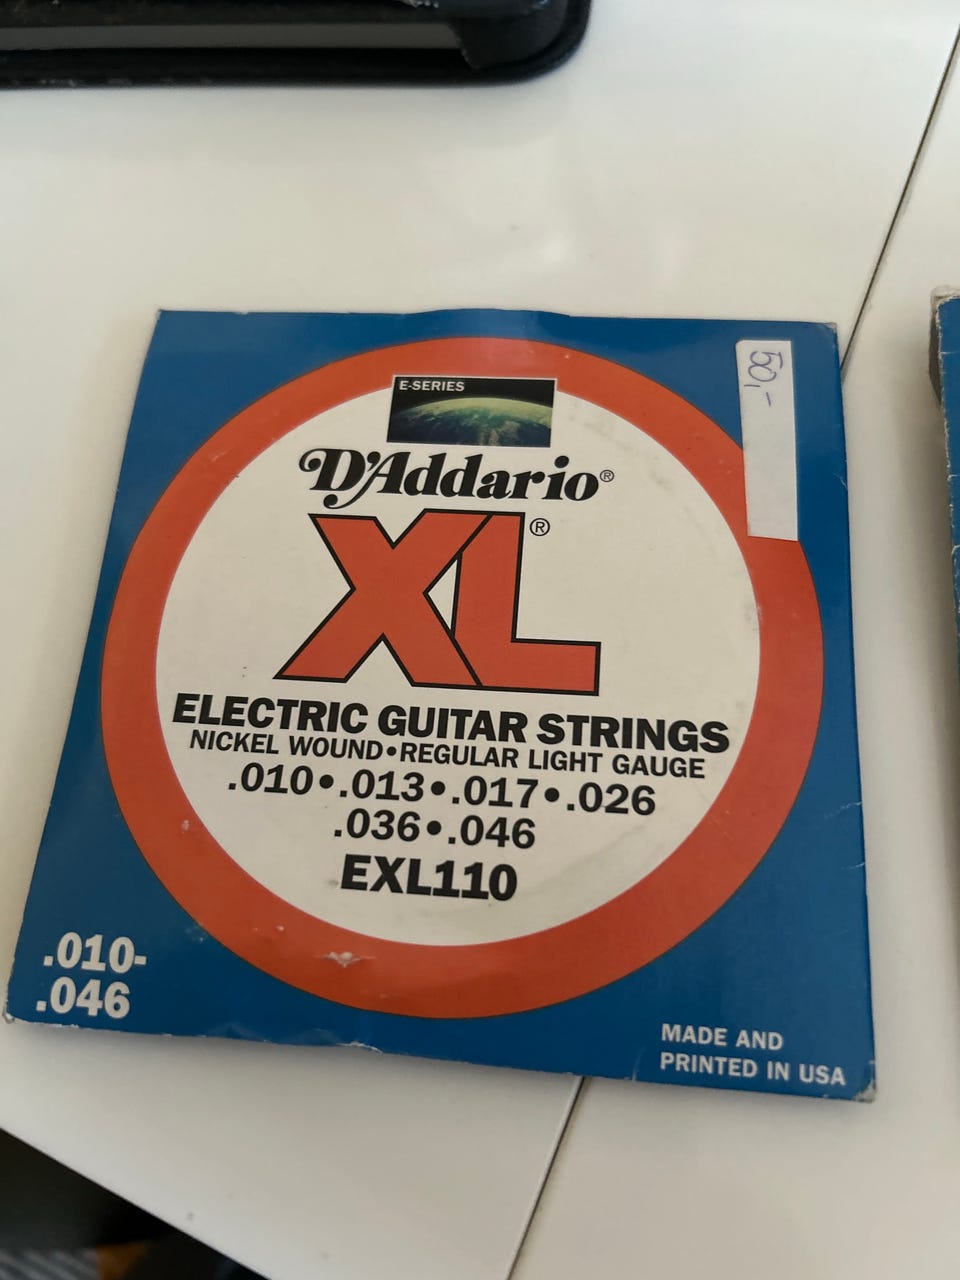 E-SERIES
50,-
D'Addario®
XL®
ELECTRIC GUITAR STRINGS
NICKEL WOUND•REGULAR LIGHT GAUGE
.010•.013•.017•.026
.036•.046
EXL110
.010-
.046
MADE AND
PRINTED IN USA